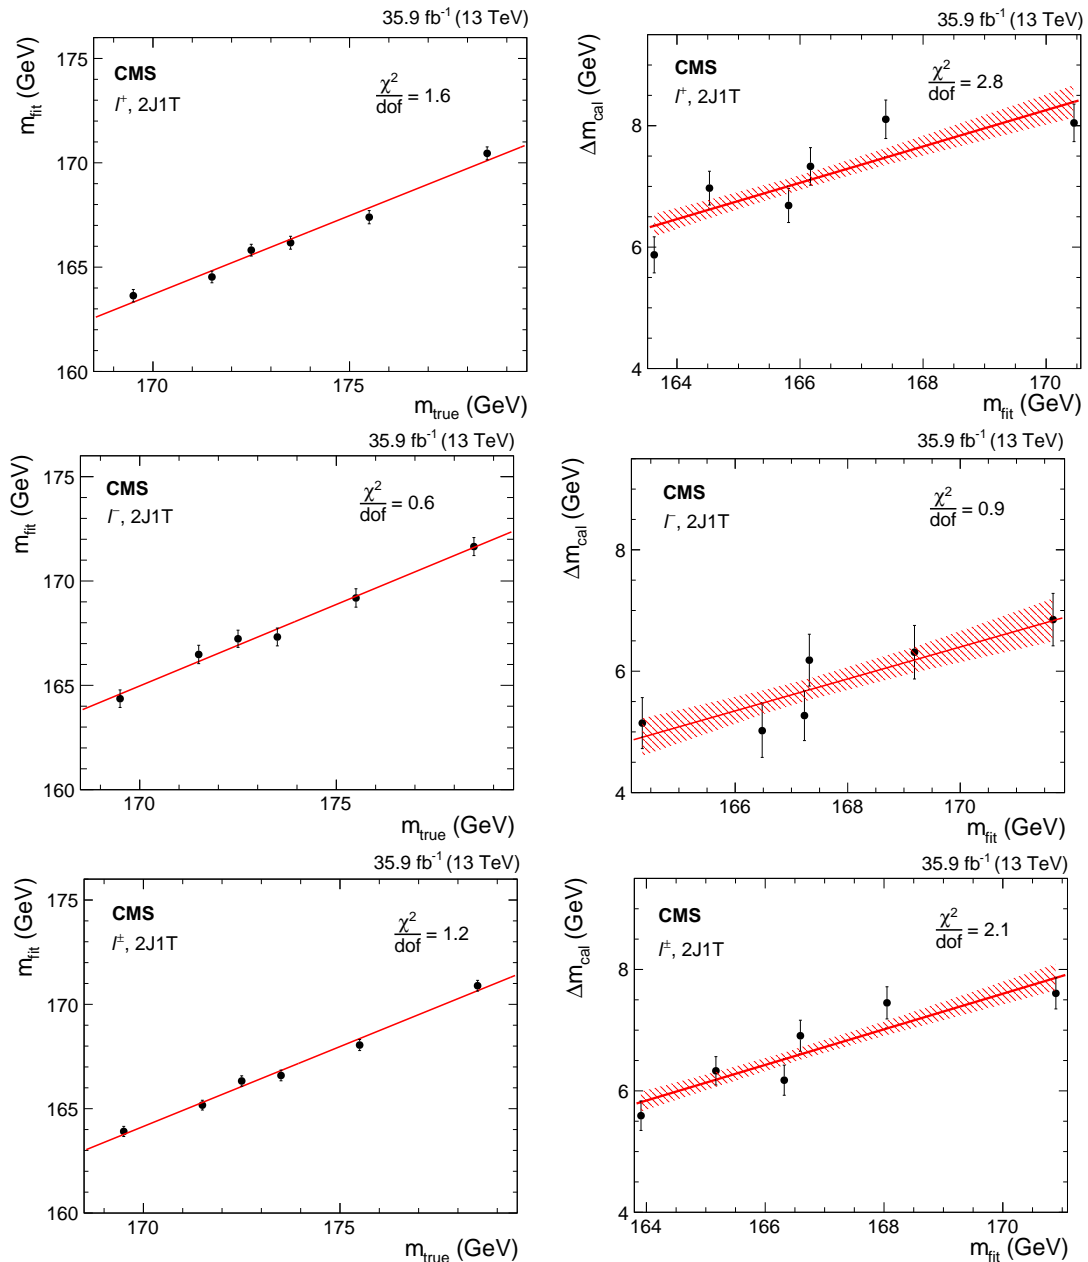 35.9 fb⁻¹ (13 TeV)
m_fit (GeV)
175
170
165
160
CMS
l⁺, 2J1T
χ²/dof = 1.6
170
175
m_true (GeV)
35.9 fb⁻¹ (13 TeV)
Δm_cal (GeV)
8
6
4
CMS
l⁺, 2J1T
χ²/dof = 2.8
164
166
168
170
m_fit (GeV)
35.9 fb⁻¹ (13 TeV)
m_fit (GeV)
175
170
165
160
CMS
l⁻, 2J1T
χ²/dof = 0.6
170
175
m_true (GeV)
35.9 fb⁻¹ (13 TeV)
Δm_cal (GeV)
8
6
4
CMS
l⁻, 2J1T
χ²/dof = 0.9
166
168
170
m_fit (GeV)
35.9 fb⁻¹ (13 TeV)
m_fit (GeV)
175
170
165
160
CMS
l±, 2J1T
χ²/dof = 1.2
170
175
m_true (GeV)
35.9 fb⁻¹ (13 TeV)
Δm_cal (GeV)
8
6
4
CMS
l±, 2J1T
χ²/dof = 2.1
164
166
168
170
m_fit (GeV)